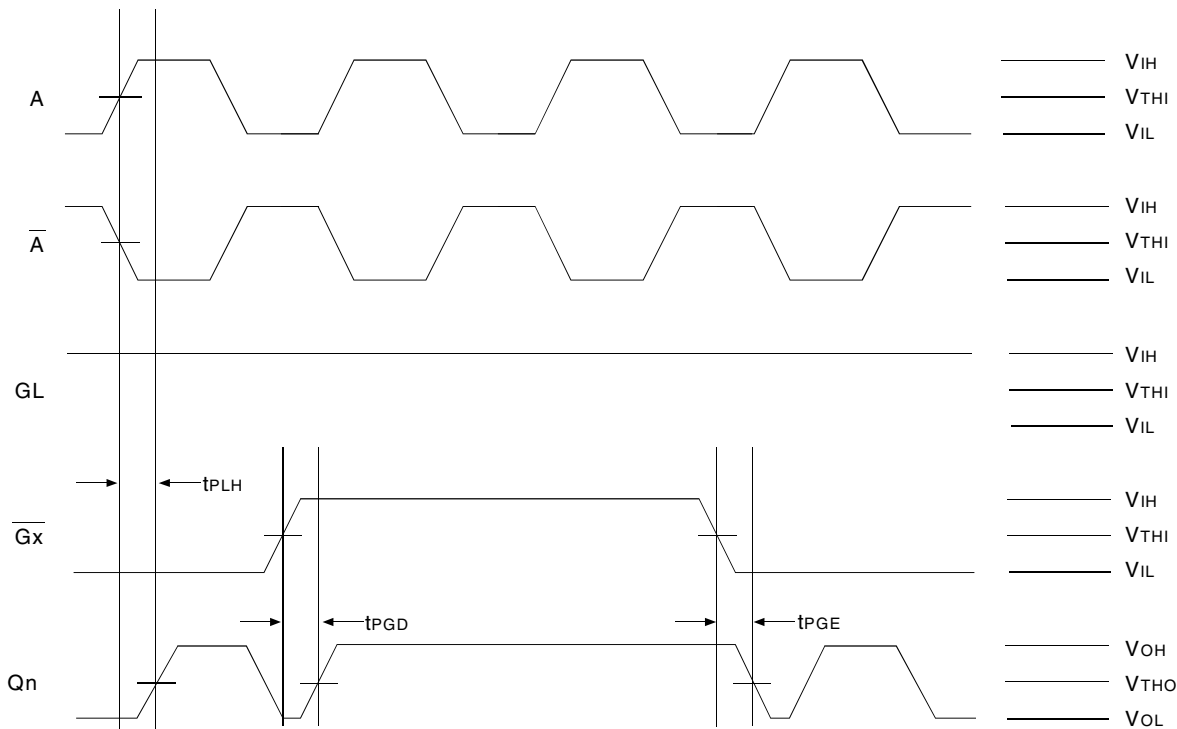 A
VIH
VTHI
VIL
A
VIH
VTHI
VIL
GL
VIH
VTHI
VIL
tPLH
Gx
VIH
VTHI
VIL
tPGD
tPGE
Qn
VOH
VTHO
VOL